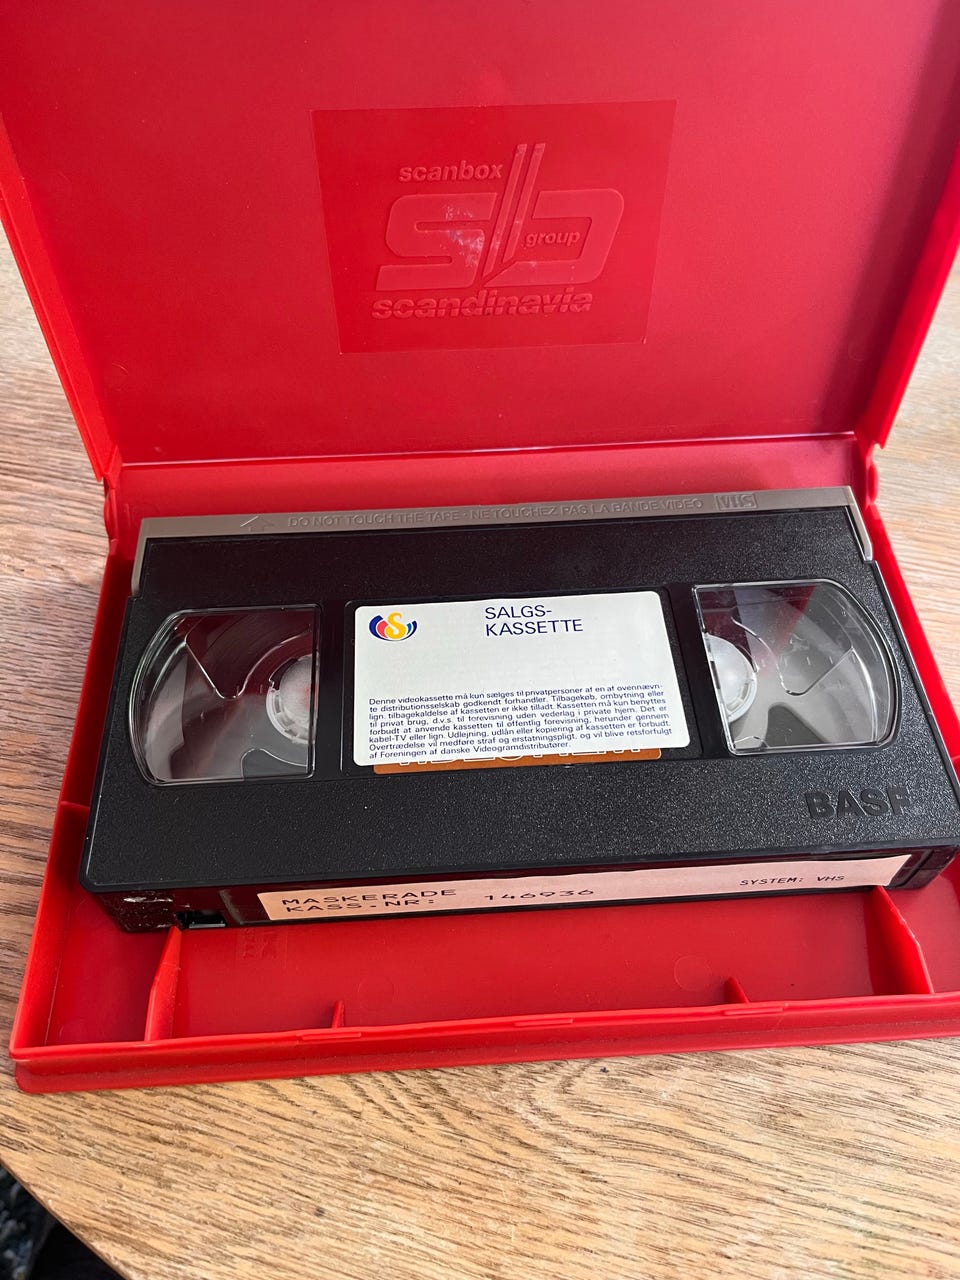 scanbox
sb
group
scandinavia
DO NOT TOUCH THE TAPE · NE TOUCHEZ PAS LA BANDE VIDEO VHS
S
SALGS-
KASSETTE
Denne videokassette må kun sælges til privatpersoner af en af ovennævn-
te distributionsselskab godkendt forhandler. Tilbagekøb, ombytning eller
lign. tilbagekaldelse af kassetten er ikke tilladt. Kassetten må kun benyttes
til privat brug, d.v.s. til forevisning uden vederlag i private hjem. Det er
forbudt at anvende kassetten til offentlig forevisning, herunder gennem
kabel-TV eller lign. Udlejning, udlån eller kopiering af kassetten er forbudt.
Overtrædelse vil medføre straf og erstatningspligt, og vil blive retsforfulgt
af Foreningen af danske Videogramdistributører.
BASF
MASKERADE
KASS.NR: 146936
SYSTEM: VHS